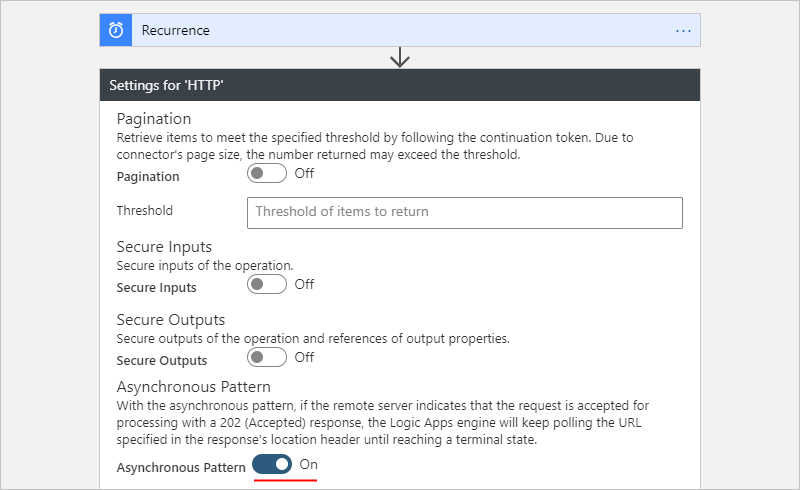 Recurrence
Settings for 'HTTP'
Pagination
Retrieve items to meet the specified threshold by following the continuation token. Due to
connector's page size, the number returned may exceed the threshold.
Pagination Off
Threshold Threshold of items to return
Secure Inputs
Secure inputs of the operation.
Secure Inputs Off
Secure Outputs
Secure outputs of the operation and references of output properties.
Secure Outputs Off
Asynchronous Pattern
With the asynchronous pattern, if the remote server indicates that the request is accepted for
processing with a 202 (Accepted) response, the Logic Apps engine will keep polling the URL
specified in the response's location header until reaching a terminal state.
Asynchronous Pattern On